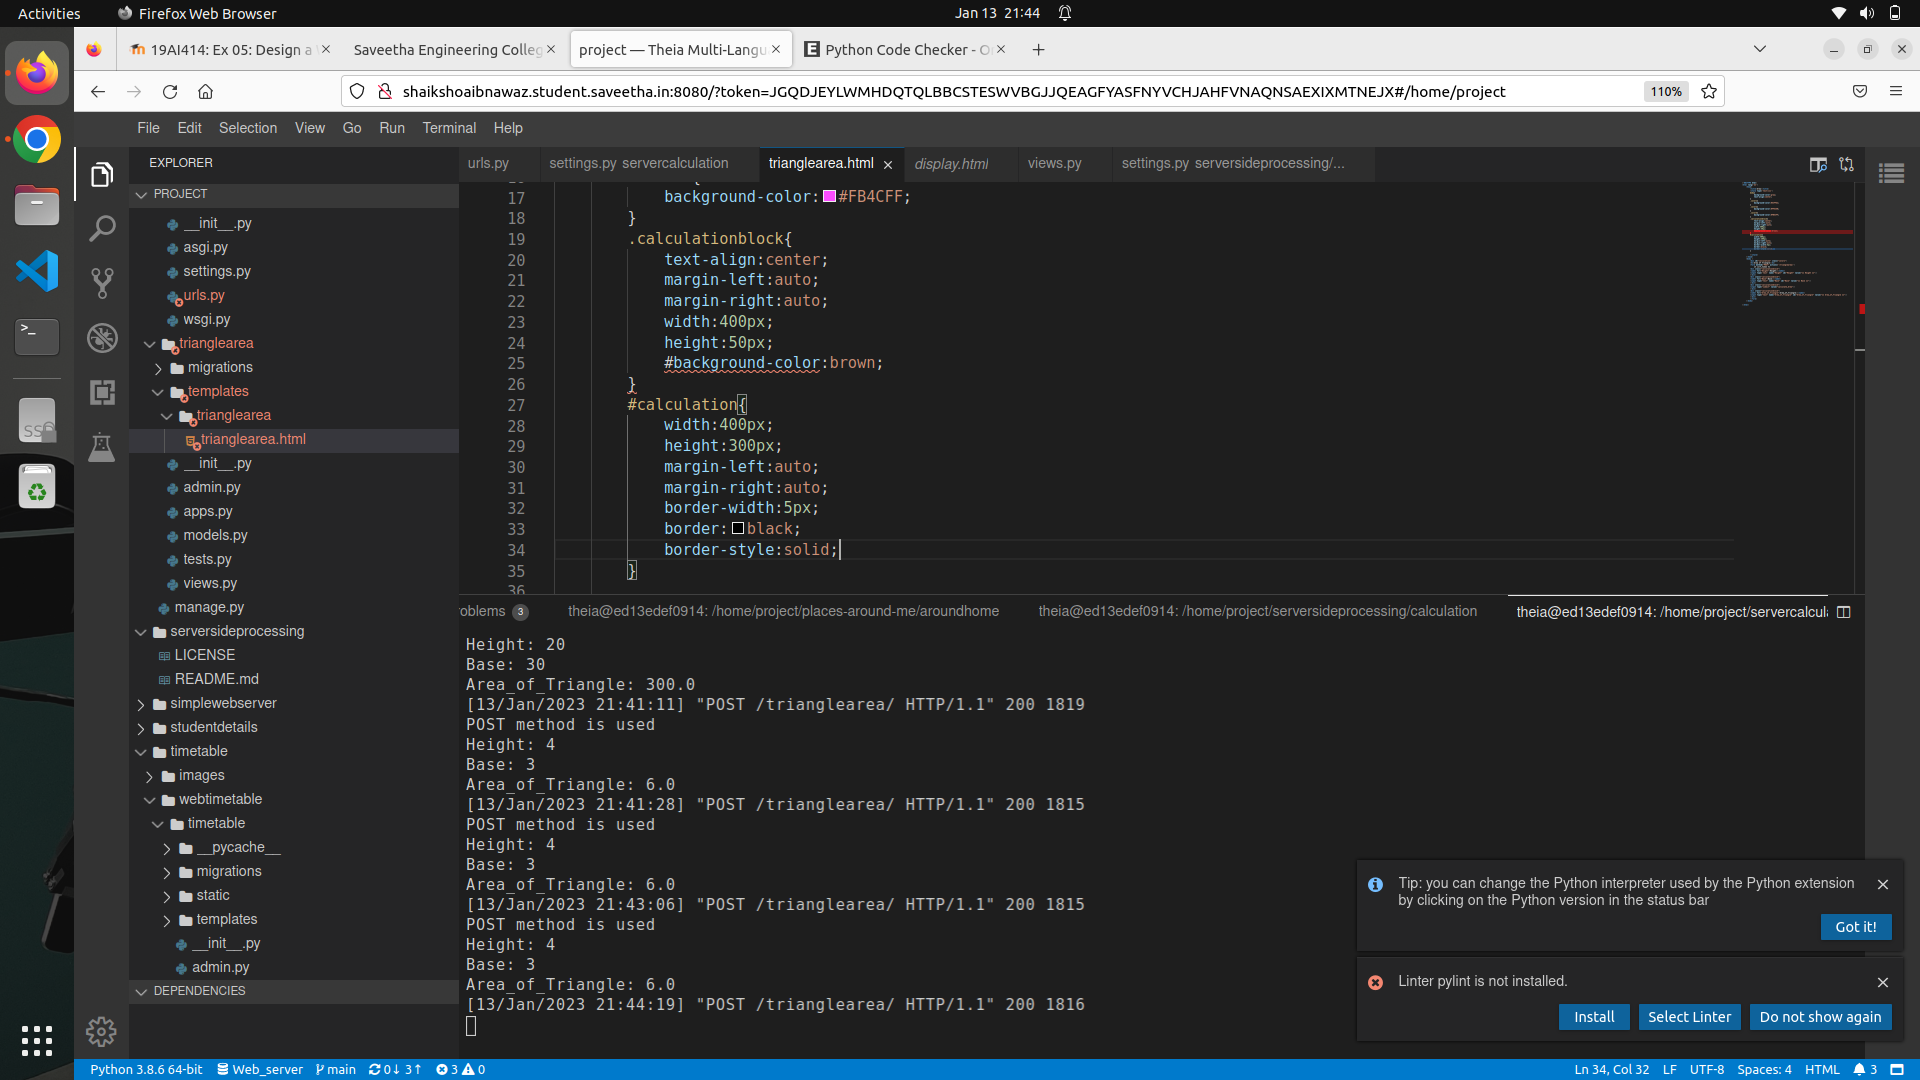 Activities
Firefox Web Browser
Jan 13 21:44
19AI414: Ex 05: Design a
Saveetha Engineering Colleg
project — Theia Multi-Langu
Python Code Checker - O
shaikshoaibnawaz.student.saveetha.in:8080/?token=JGQDJEYLWMHDQTQLBBCSTESWVBGJJQEAGFYASFNYVCHJAHFVNAQNSAEXIXMTNEJX#/home/project
110%
File Edit Selection View Go Run Terminal Help
EXPLORER
PROJECT
__init__.py
asgi.py
settings.py
urls.py
wsgi.py
trianglearea
migrations
templates
trianglearea
trianglearea.html
__init__.py
admin.py
apps.py
models.py
tests.py
views.py
manage.py
serversideprocessing
LICENSE
README.md
simplewebserver
studentdetails
timetable
images
webtimetable
timetable
__pycache__
migrations
static
templates
__init__.py
admin.py
DEPENDENCIES
urls.py
settings.py servercalculation
trianglearea.html
display.html
views.py
settings.py serversideprocessing/...
{
17 background-color: #FB4CFF;
18 }
19 .calculationblock{
20 text-align:center;
21 margin-left:auto;
22 margin-right:auto;
23 width:400px;
24 height:50px;
25 #background-color:brown;
26 }
27 #calculation{
28 width:400px;
29 height:300px;
30 margin-left:auto;
31 margin-right:auto;
32 border-width:5px;
33 border: black;
34 border-style:solid;
35 }
36
roblems 3
theia@ed13edef0914: /home/project/places-around-me/aroundhome
theia@ed13edef0914: /home/project/serversideprocessing/calculation
theia@ed13edef0914: /home/project/servercalcula
Height: 20
Base: 30
Area_of_Triangle: 300.0
[13/Jan/2023 21:41:11] "POST /trianglearea/ HTTP/1.1" 200 1819
POST method is used
Height: 4
Base: 3
Area_of_Triangle: 6.0
[13/Jan/2023 21:41:28] "POST /trianglearea/ HTTP/1.1" 200 1815
POST method is used
Height: 4
Base: 3
Area_of_Triangle: 6.0
[13/Jan/2023 21:43:06] "POST /trianglearea/ HTTP/1.1" 200 1815
POST method is used
Height: 4
Base: 3
Area_of_Triangle: 6.0
[13/Jan/2023 21:44:19] "POST /trianglearea/ HTTP/1.1" 200 1816
Tip: you can change the Python interpreter used by the Python extension
by clicking on the Python version in the status bar
Got it!
Linter pylint is not installed.
Install
Select Linter
Do not show again
Python 3.8.6 64-bit
Web_server
main
0↓ 3↑
3 0
Ln 34, Col 32
LF
UTF-8
Spaces: 4
HTML
3